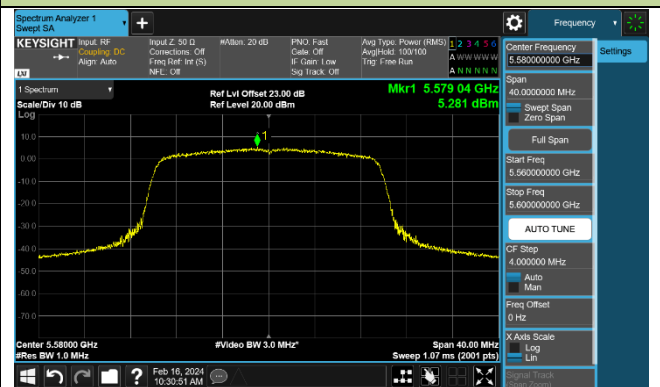 Spectrum Analyzer 1
Swept SA
+
Frequency
KEYSIGHT
Input: RF
Coupling: DC
Align: Auto
LXI
Input Z: 50 Ω
Corrections: Off
Freq Ref: Int (S)
NFE: Off
#Atten: 20 dB
PNO: Fast
Gate: Off
IF Gain: Low
Sig Track: Off
Avg Type: Power (RMS)
Avg|Hold: 100/100
Trig: Free Run
1 2 3 4 5 6
A W W W W W
A N N N N N
Center Frequency
5.580000000 GHz
Settings
Span
40.0000000 MHz
Swept Span
Zero Span
Full Span
Start Freq
5.560000000 GHz
Stop Freq
5.600000000 GHz
AUTO TUNE
CF Step
4.000000 MHz
Auto
Man
Freq Offset
0 Hz
X Axis Scale
Log
Lin
Signal Track
(Span Zoom)
1 Spectrum
Scale/Div 10 dB
Log
Ref Lvl Offset 23.00 dB
Ref Level 20.00 dBm
Mkr1 5.579 04 GHz
5.281 dBm
1
10.0
0.00
-10.0
-20.0
-30.0
-40.0
-50.0
-60.0
-70.0
Center 5.58000 GHz
#Res BW 1.0 MHz
#Video BW 3.0 MHz*
Span 40.00 MHz
Sweep 1.07 ms (2001 pts)
?
Feb 16, 2024
10:30:51 AM